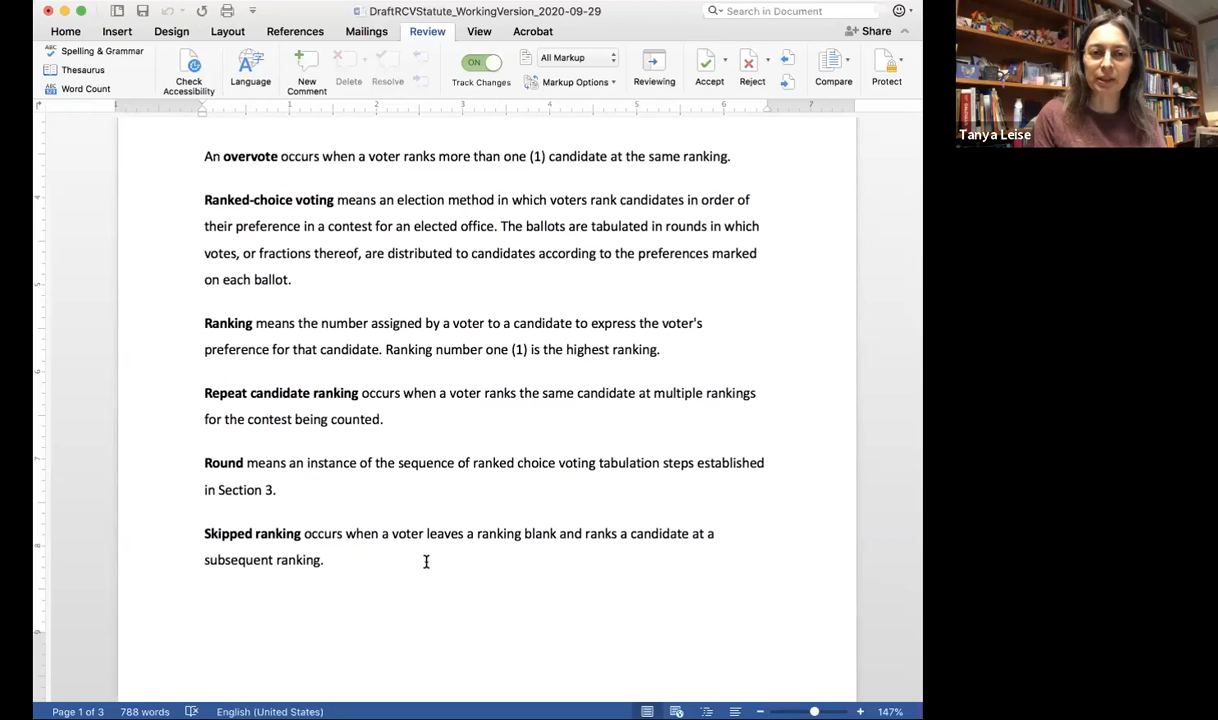 DraftRCVStatute_WorkingVersion_2020-09-29
Search in Document
Home Insert Design Layout References Mailings Review View Acrobat
Share
Spelling & Grammar
Thesaurus
Word Count
Check
Accessibility
Language
New
Comment
Delete
Resolve
ON
Track Changes
All Markup
Markup Options
Reviewing
Accept
Reject
Compare
Protect
Tanya Leise
1 1 2 3 4 5 6 7
An overvote occurs when a voter ranks more than one (1) candidate at the same ranking.
Ranked-choice voting means an election method in which voters rank candidates in order of
their preference in a contest for an elected office. The ballots are tabulated in rounds in which
votes, or fractions thereof, are distributed to candidates according to the preferences marked
on each ballot.
Ranking means the number assigned by a voter to a candidate to express the voter's
preference for that candidate. Ranking number one (1) is the highest ranking.
Repeat candidate ranking occurs when a voter ranks the same candidate at multiple rankings
for the contest being counted.
Round means an instance of the sequence of ranked choice voting tabulation steps established
in Section 3.
Skipped ranking occurs when a voter leaves a ranking blank and ranks a candidate at a
subsequent ranking.
Page 1 of 3 788 words English (United States) 147%